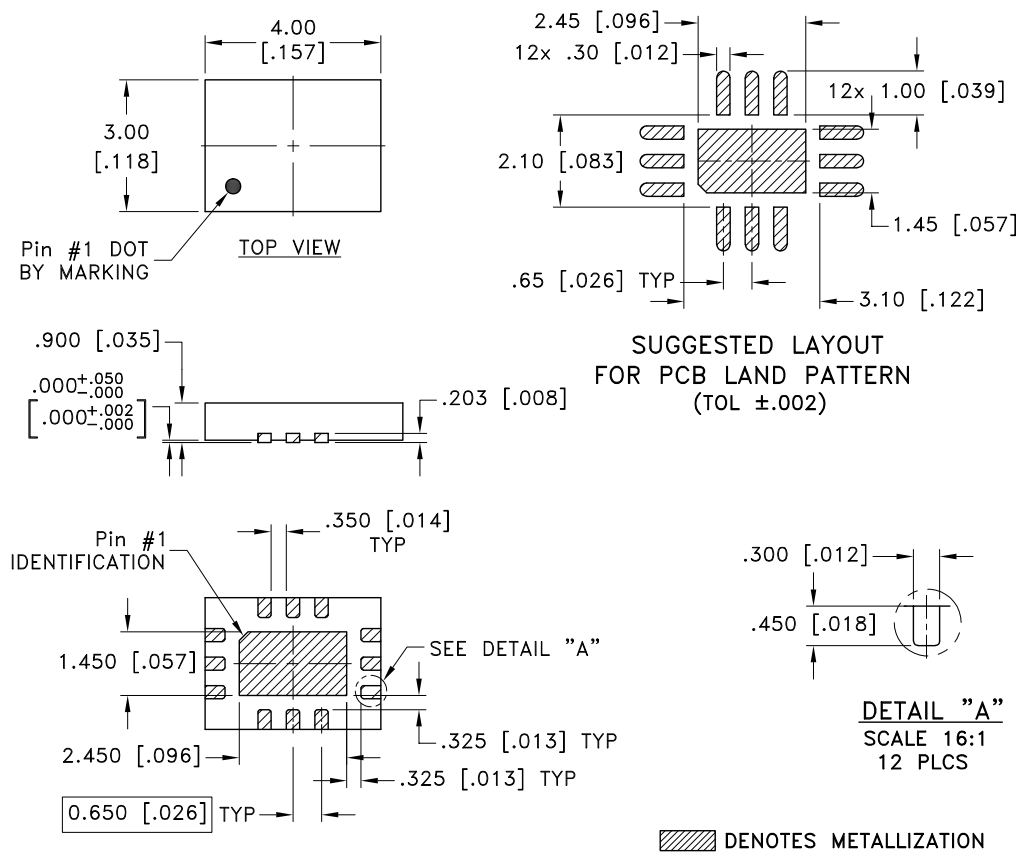 4.00
[.157]
3.00
[.118]
Pin #1 DOT
BY MARKING
TOP VIEW
2.45 [.096]
12x .30 [.012]
12x 1.00 [.039]
2.10 [.083]
1.45 [.057]
.65 [.026] TYP
3.10 [.122]
SUGGESTED LAYOUT
FOR PCB LAND PATTERN
(TOL ±.002)
.900 [.035]
.000 +.050 -.000
[.000 +.002 -.000]
.203 [.008]
Pin #1
IDENTIFICATION
.350 [.014]
TYP
1.450 [.057]
SEE DETAIL "A"
2.450 [.096]
.325 [.013] TYP
.325 [.013] TYP
0.650 [.026] TYP
.300 [.012]
.450 [.018]
DETAIL "A"
SCALE 16:1
12 PLCS
DENOTES METALLIZATION